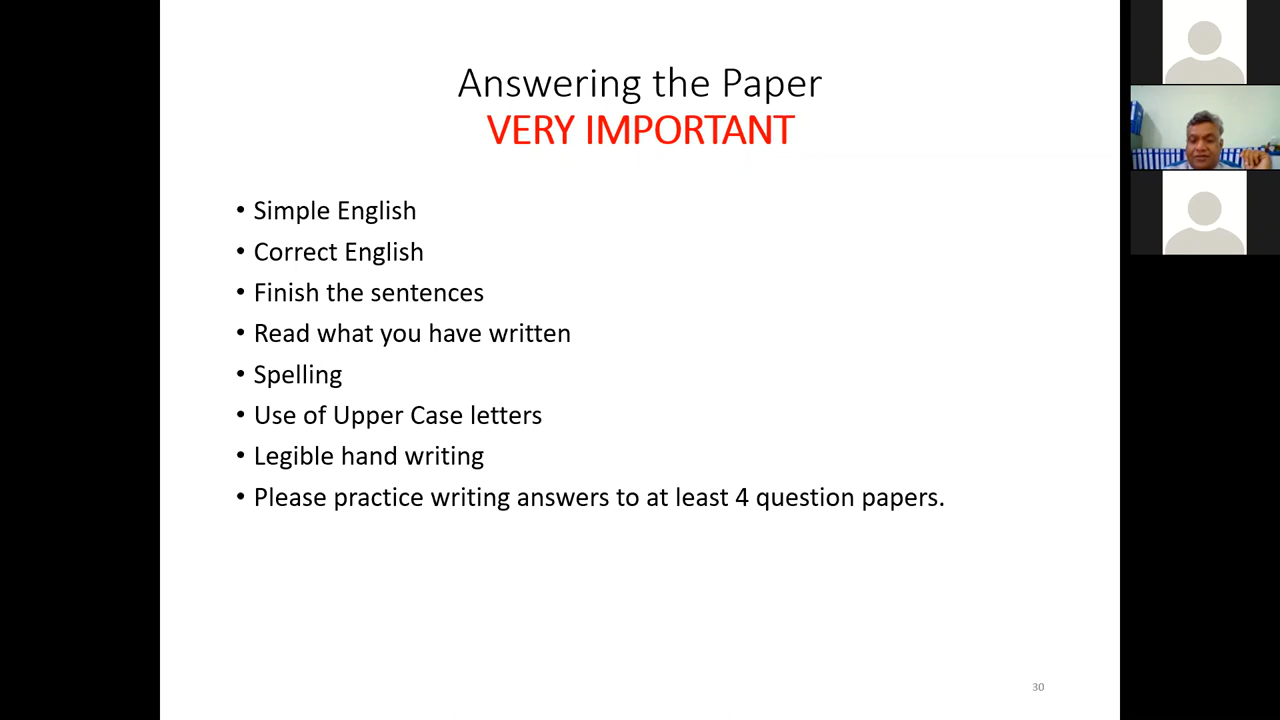 Answering the Paper
VERY IMPORTANT
• Simple English
• Correct English
• Finish the sentences
• Read what you have written
• Spelling
• Use of Upper Case letters
• Legible hand writing
• Please practice writing answers to at least 4 question papers.
30